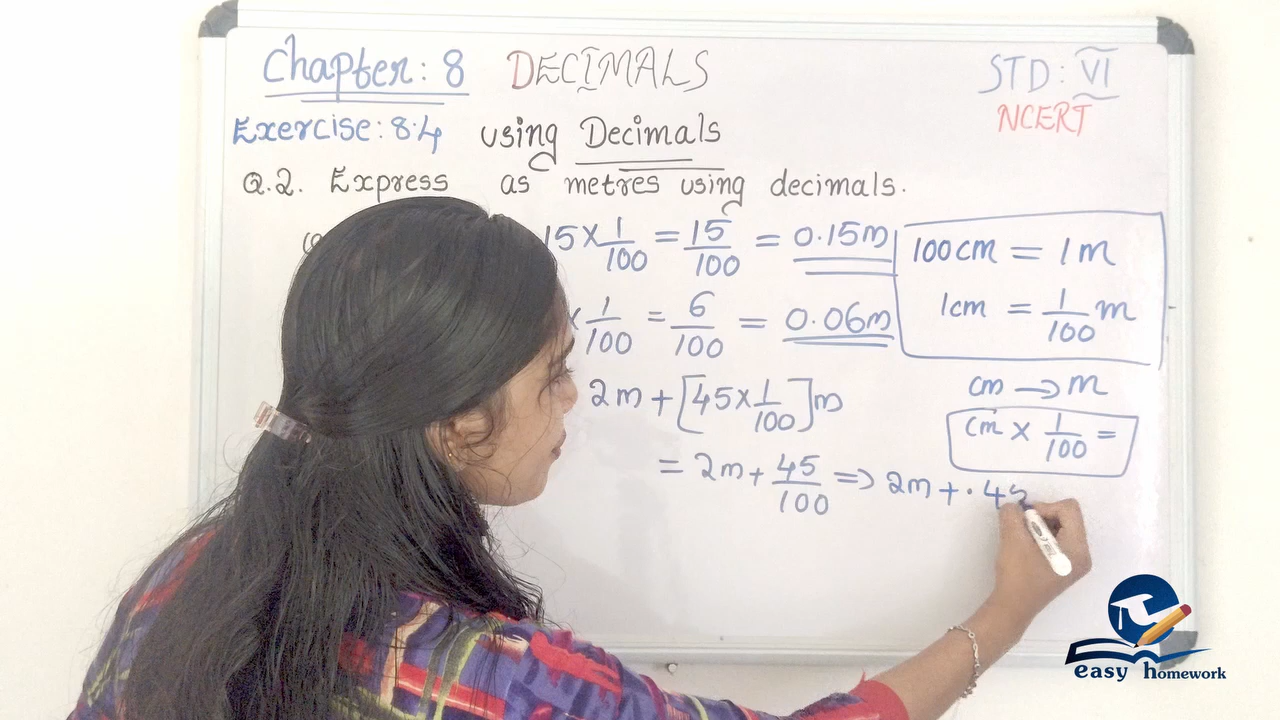 Chapter: 8 DECIMALS STD: VI
NCERT
Exercise: 8.4 using Decimals
Q.2. Express as metres using decimals.
15 × 1/100 = 15/100 = 0.15m
100cm = 1m
1cm = 1/100 m
× 1/100 = 6/100 = 0.06m
cm → m
2m + [45 × 1/100] m
cm × 1/100 =
= 2m + 45/100 ⇒ 2m + .45
easy homework